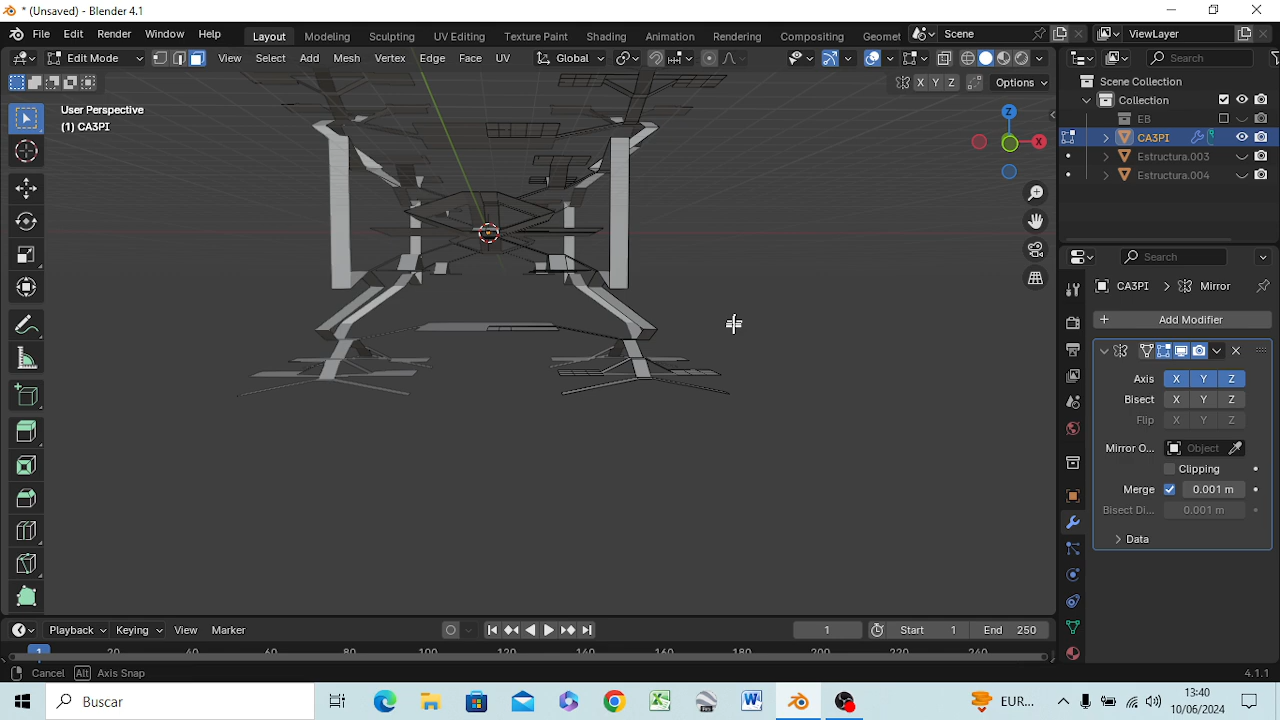 * (Unsaved) - Blender 4.1
File Edit Render Window Help Layout Modeling Sculpting UV Editing Texture Paint Shading Animation Rendering Compositing Geomet Scene ViewLayer
Edit Mode View Select Add Mesh Vertex Edge Face UV Global Search
X Y Z Options
User Perspective
(1) CA3PI
Z
X
Scene Collection
Collection
EB
CA3PI
Estructura.003
Estructura.004
Search
CA3PI > Mirror
Add Modifier
Axis X Y Z
Bisect X Y Z
Flip X Y Z
Mirror O... Object
Clipping
Merge 0.001 m
Bisect Di... 0.001 m
Data
Playback Keying View Marker 1 Start 1 End 250
1 20 40 60 80 100 120 140 160 180 200 220 240
Cancel Alt Axis Snap 4.1.1
Buscar EUR... 13:40
10/06/2024